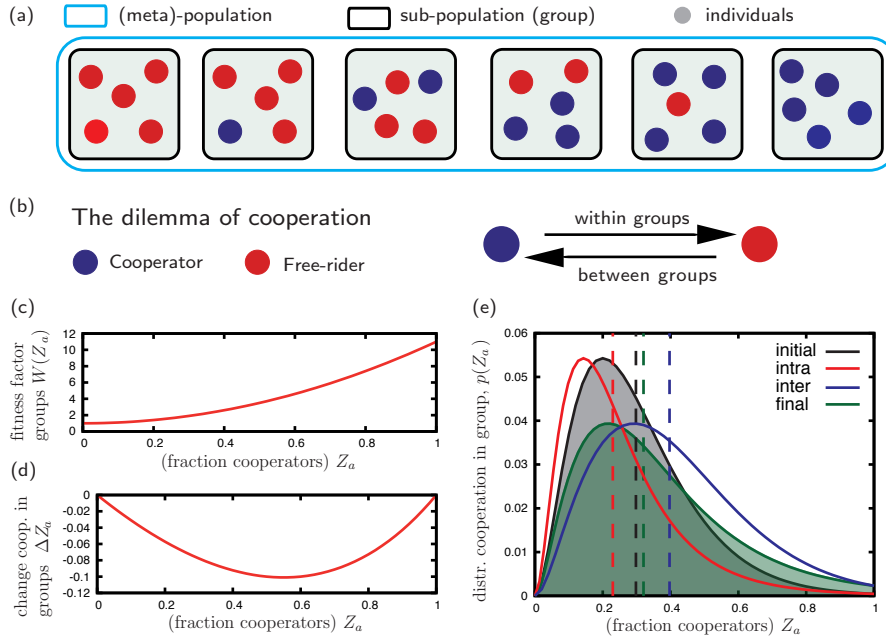 (a) (meta)-population sub-population (group) individuals
(b)
The dilemma of cooperation
Cooperator Free-rider
within groups
between groups
(c)
fitness factor
groups W(Z_a)
12
10
8
6
4
2
0
0 0.2 0.4 0.6 0.8 1
(fraction cooperators) Z_a
(d)
change coop. in
groups ΔZ_a
0
-0.02
-0.04
-0.06
-0.08
-0.1
-0.12
0 0.2 0.4 0.6 0.8 1
(fraction cooperators) Z_a
(e)
distr. cooperation in group, p(Z_a)
0.06
0.05
0.04
0.03
0.02
0.01
0
initial
intra
inter
final
0 0.2 0.4 0.6 0.8 1
(fraction cooperators) Z_a